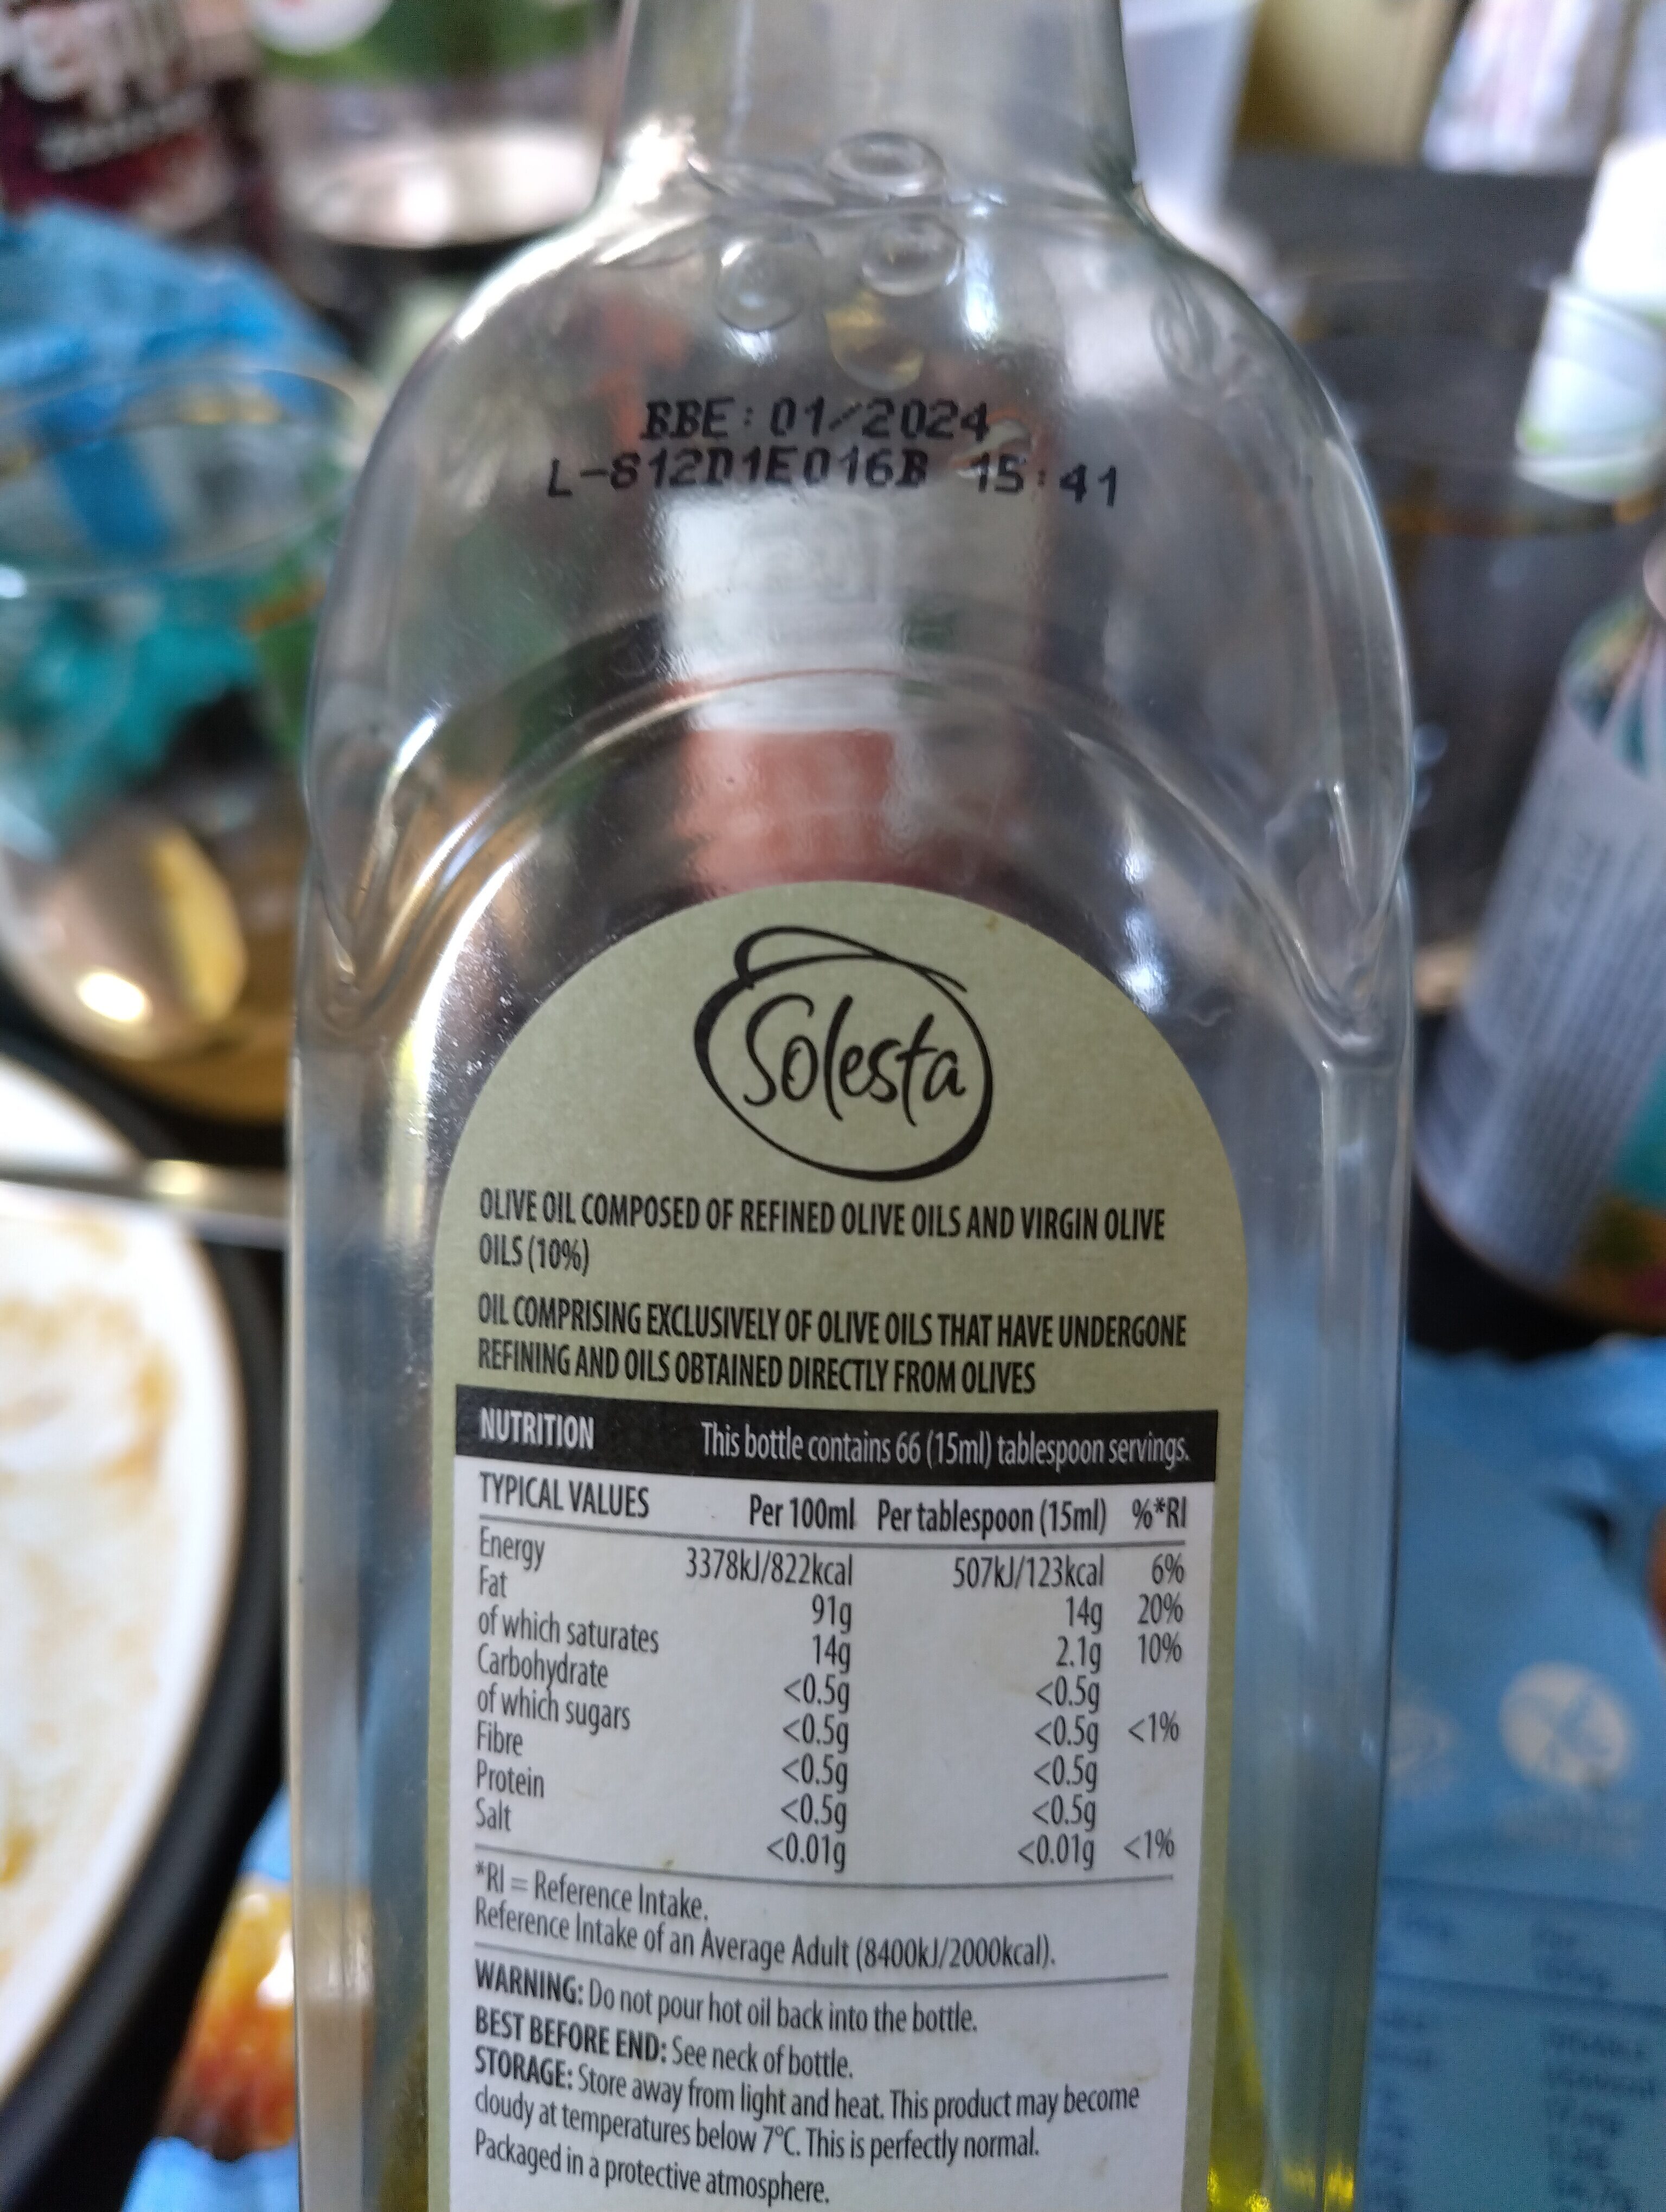 BBE: 01/2024
L-812D1E016B 15:41
Solesta
OLIVE OIL COMPOSED OF REFINED OLIVE OILS AND VIRGIN OLIVE
OILS (10%)
OIL COMPRISING EXCLUSIVELY OF OLIVE OILS THAT HAVE UNDERGONE
REFINING AND OILS OBTAINED DIRECTLY FROM OLIVES
NUTRITION This bottle contains 66 (15ml) tablespoon servings.
TYPICAL VALUES Per 100ml Per tablespoon (15ml) %*RI
Energy 3378kJ/822kcal 507kJ/123kcal 6%
Fat 91g 14g 20%
of which saturates 14g 2.1g 10%
Carbohydrate <0.5g <0.5g
of which sugars <0.5g <0.5g <1%
Fibre <0.5g <0.5g
Protein <0.5g <0.5g
Salt <0.01g <0.01g <1%
*RI = Reference Intake.
Reference Intake of an Average Adult (8400kJ/2000kcal).
WARNING: Do not pour hot oil back into the bottle.
BEST BEFORE END: See neck of bottle.
STORAGE: Store away from light and heat. This product may become
cloudy at temperatures below 7°C. This is perfectly normal.
Packaged in a protective atmosphere.